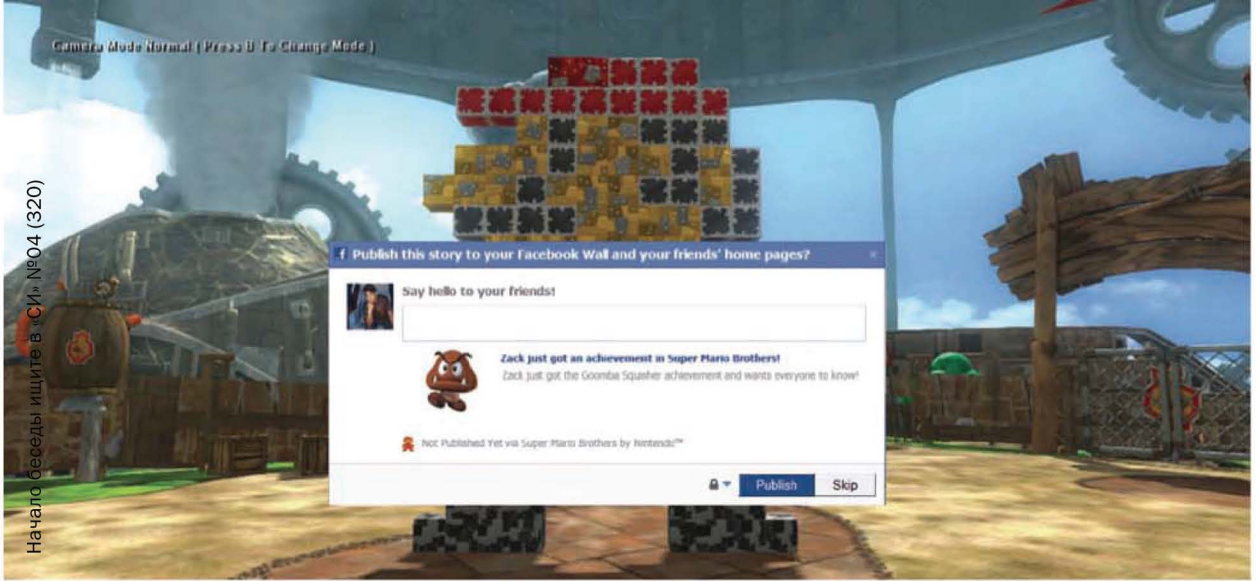 Camera Mode Normal ( Press B To Change Mode )
Начало беседы ищите в «СИ» №04 (320)
f Publish this story to your Facebook Wall and your friends' home pages?
Say hello to your friends!
Zack just got an achievement in Super Mario Brothers!
Zack just got the Goomba Squasher achievement and wants everyone to know!
Not Published Yet via Super Mario Brothers by Nintendo™
Publish Skip